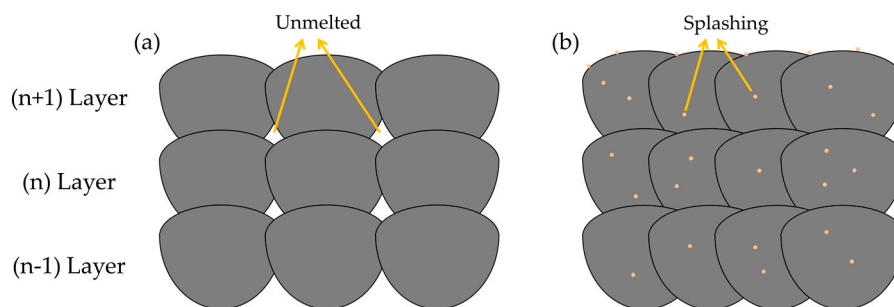 Unmelted
Splashing
(a)
(b)
(n+1) Layer
(n) Layer
(n-1) Layer